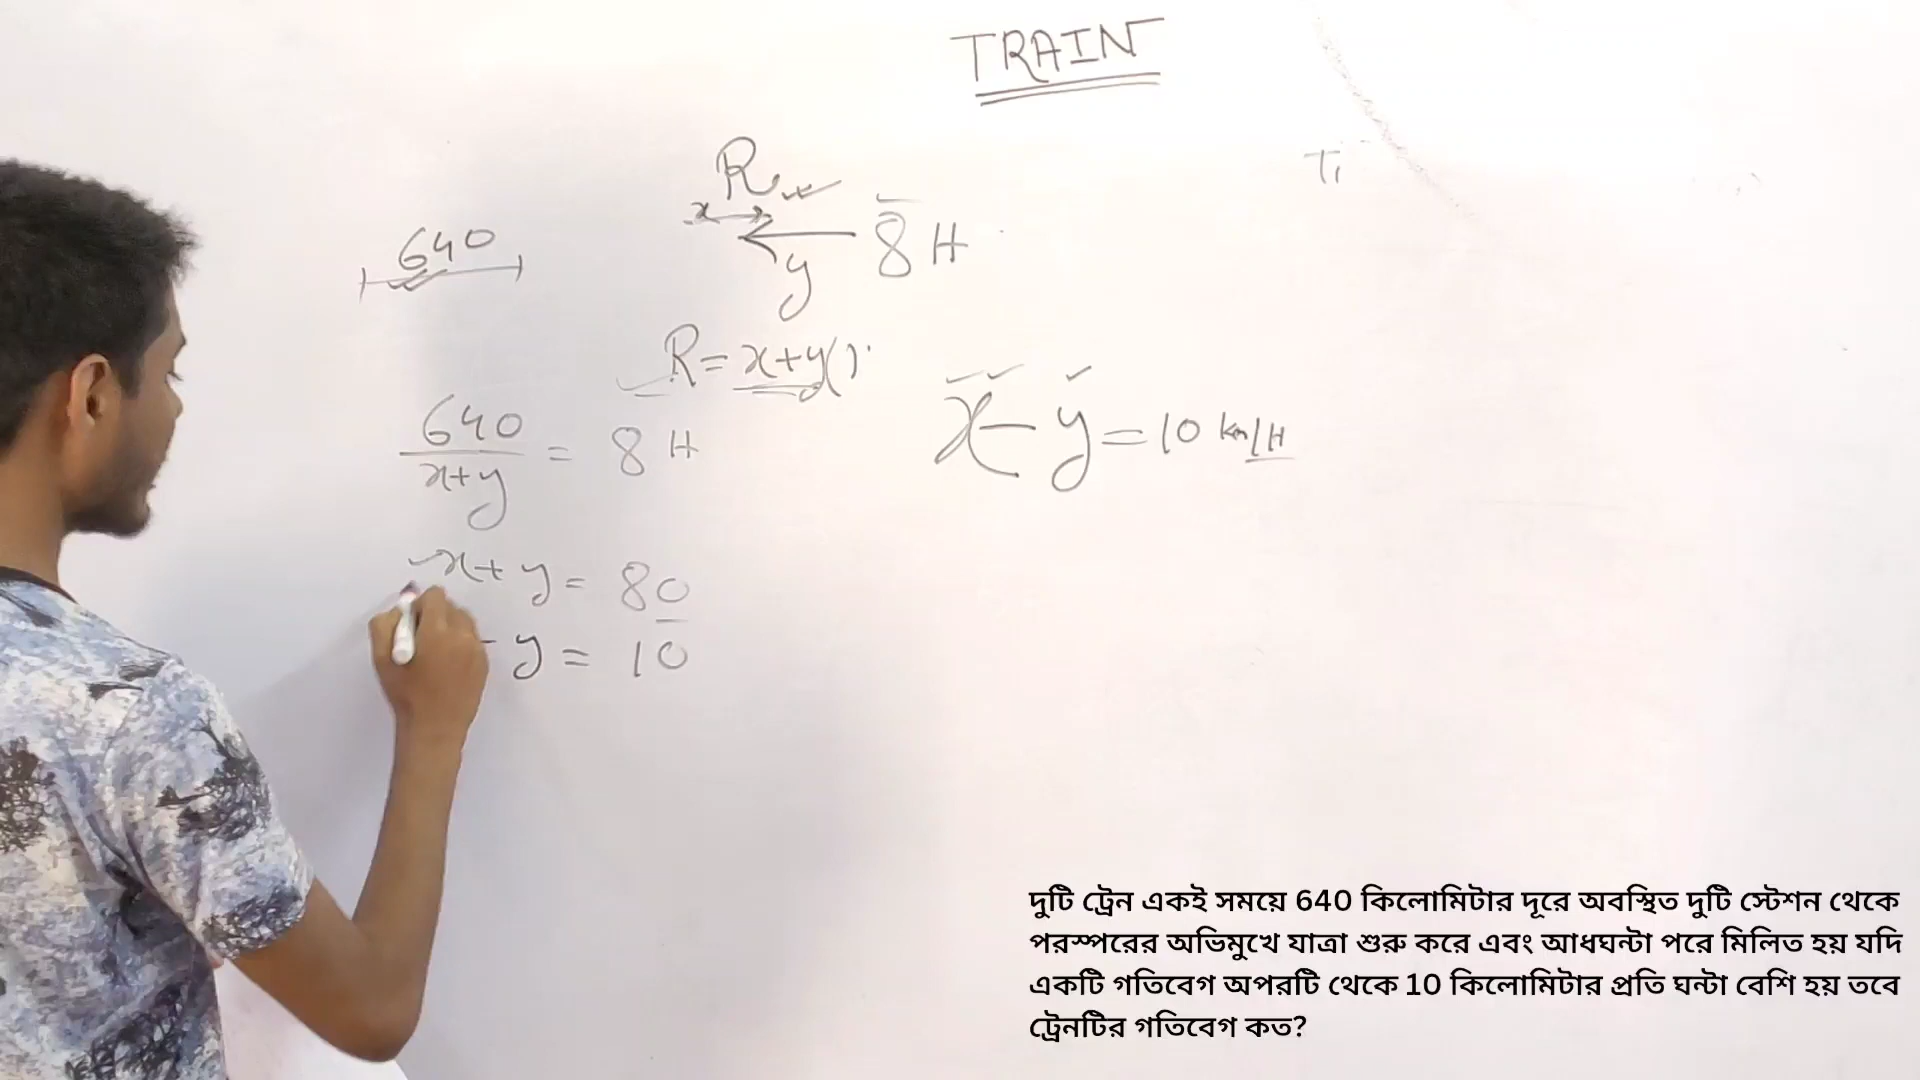 TRAIN
R
x
640
8 H
y
R = x+y( )
640
x+y
= 8 H
x - y = 10 km/H
x + y = 80
- y = 10
দুটি ট্রেন একই সময়ে 640 কিলোমিটার দূরে অবস্থিত দুটি স্টেশন থেকে
পরস্পরের অভিমুখে যাত্রা শুরু করে এবং আধঘন্টা পরে মিলিত হয় যদি
একটি গতিবেগ অপরটি থেকে 10 কিলোমিটার প্রতি ঘন্টা বেশি হয় তবে
ট্রেনটির গতিবেগ কত?